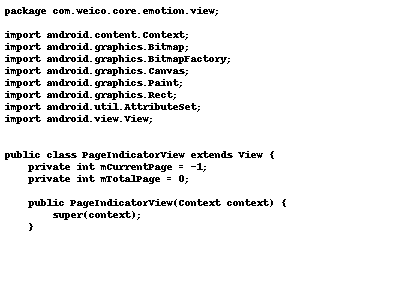 package com.weico.core.emotion.view;

import android.content.Context;
import android.graphics.Bitmap;
import android.graphics.BitmapFactory;
import android.graphics.Canvas;
import android.graphics.Paint;
import android.graphics.Rect;
import android.util.AttributeSet;
import android.view.View;


public class PageIndicatorView extends View {
    private int mCurrentPage = -1;
    private int mTotalPage = 0;

    public PageIndicatorView(Context context) {
        super(context);
    }